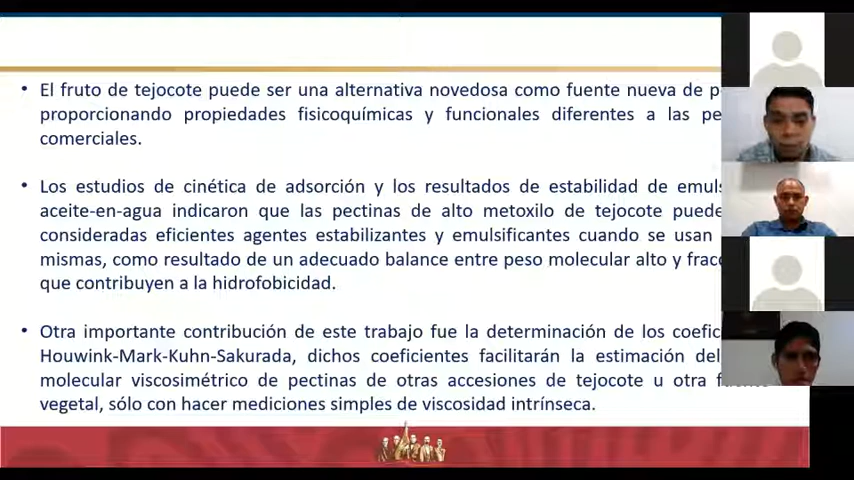 • El fruto de tejocote puede ser una alternativa novedosa como fuente nueva de
proporcionando propiedades fisicoquímicas y funcionales diferentes a las
comerciales.
• Los estudios de cinética de adsorción y los resultados de estabilidad de
aceite-en-agua indicaron que las pectinas de alto metoxilo de tejocote
consideradas eficientes agentes estabilizantes y emulsificantes cuando se usan
mismas, como resultado de un adecuado balance entre peso molecular alto y
que contribuyen a la hidrofobicidad.
• Otra importante contribución de este trabajo fue la determinación de los
Houwink-Mark-Kuhn-Sakurada, dichos coeficientes facilitarán la estimación del
molecular viscosimétrico de pectinas de otras accesiones de tejocote u otra
vegetal, sólo con hacer mediciones simples de viscosidad intrínseca.